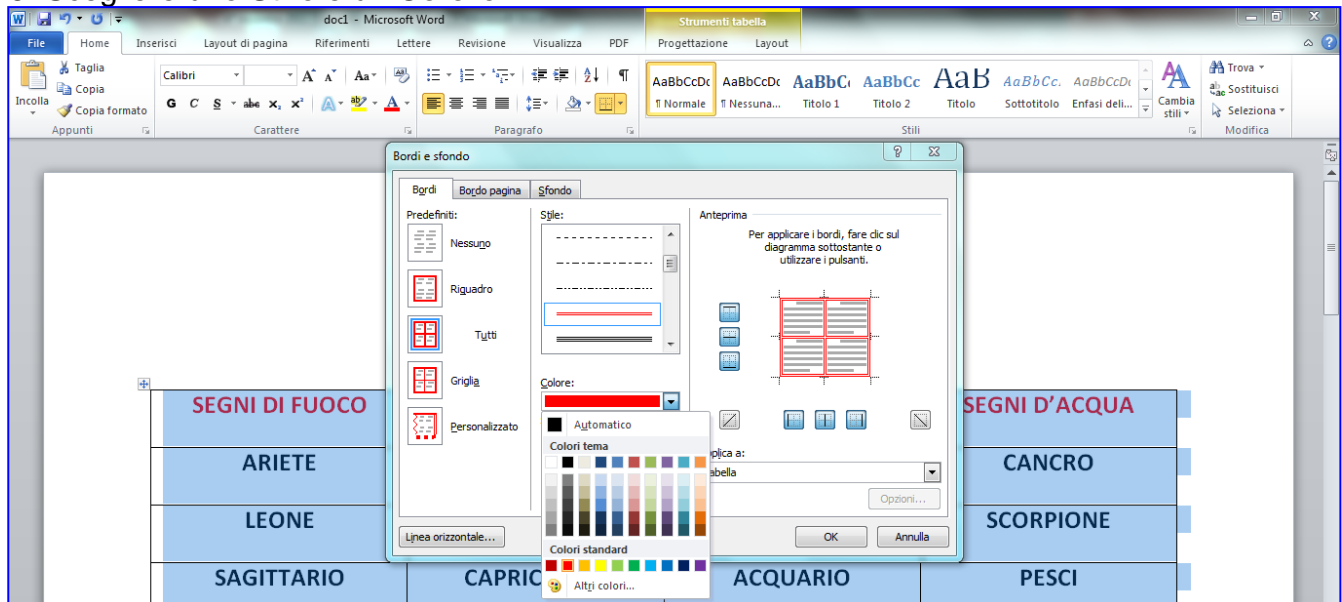 doc1 - Microsoft Word
Strumenti tabella
File Home Inserisci Layout di pagina Riferimenti Lettere Revisione Visualizza PDF Progettazione Layout
Incolla
Taglia
Copia
Copia formato
Appunti
Calibri
G C S abc x₂ x²
Carattere
Paragrafo
AaBbCcDc AaBbCcDc AaBbC AaBbCc AaB AaBbCc. AaBbCcDc
¶ Normale ¶ Nessuna... Titolo 1 Titolo 2 Titolo Sottotitolo Enfasi deli...
Cambia
stili
Stili
Trova
Sostituisci
Seleziona
Modifica
Bordi e sfondo
Bordi Bordo pagina Sfondo
Predefiniti:
Nessuno
Riquadro
Tutti
Griglia
Personalizzato
Stile:
Colore:
Automatico
Colori tema
Colori standard
Altri colori...
Anteprima
Per applicare i bordi, fare clic sul
diagramma sottostante o
utilizzare i pulsanti.
Opzioni...
Linea orizzontale...
OK Annulla
SEGNI DI FUOCO SEGNI D'ACQUA
ARIETE CANCRO
LEONE SCORPIONE
SAGITTARIO CAPRIC ACQUARIO PESCI